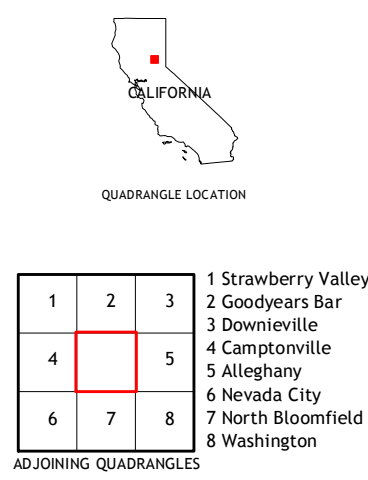 CALIFORNIA
QUADRANGLE LOCATION
1 2 3
4 5
6 7 8
1 Strawberry Valley
2 Goodyears Bar
3 Downieville
4 Camptonville
5 Alleghany
6 Nevada City
7 North Bloomfield
8 Washington
ADJOINING QUADRANGLES